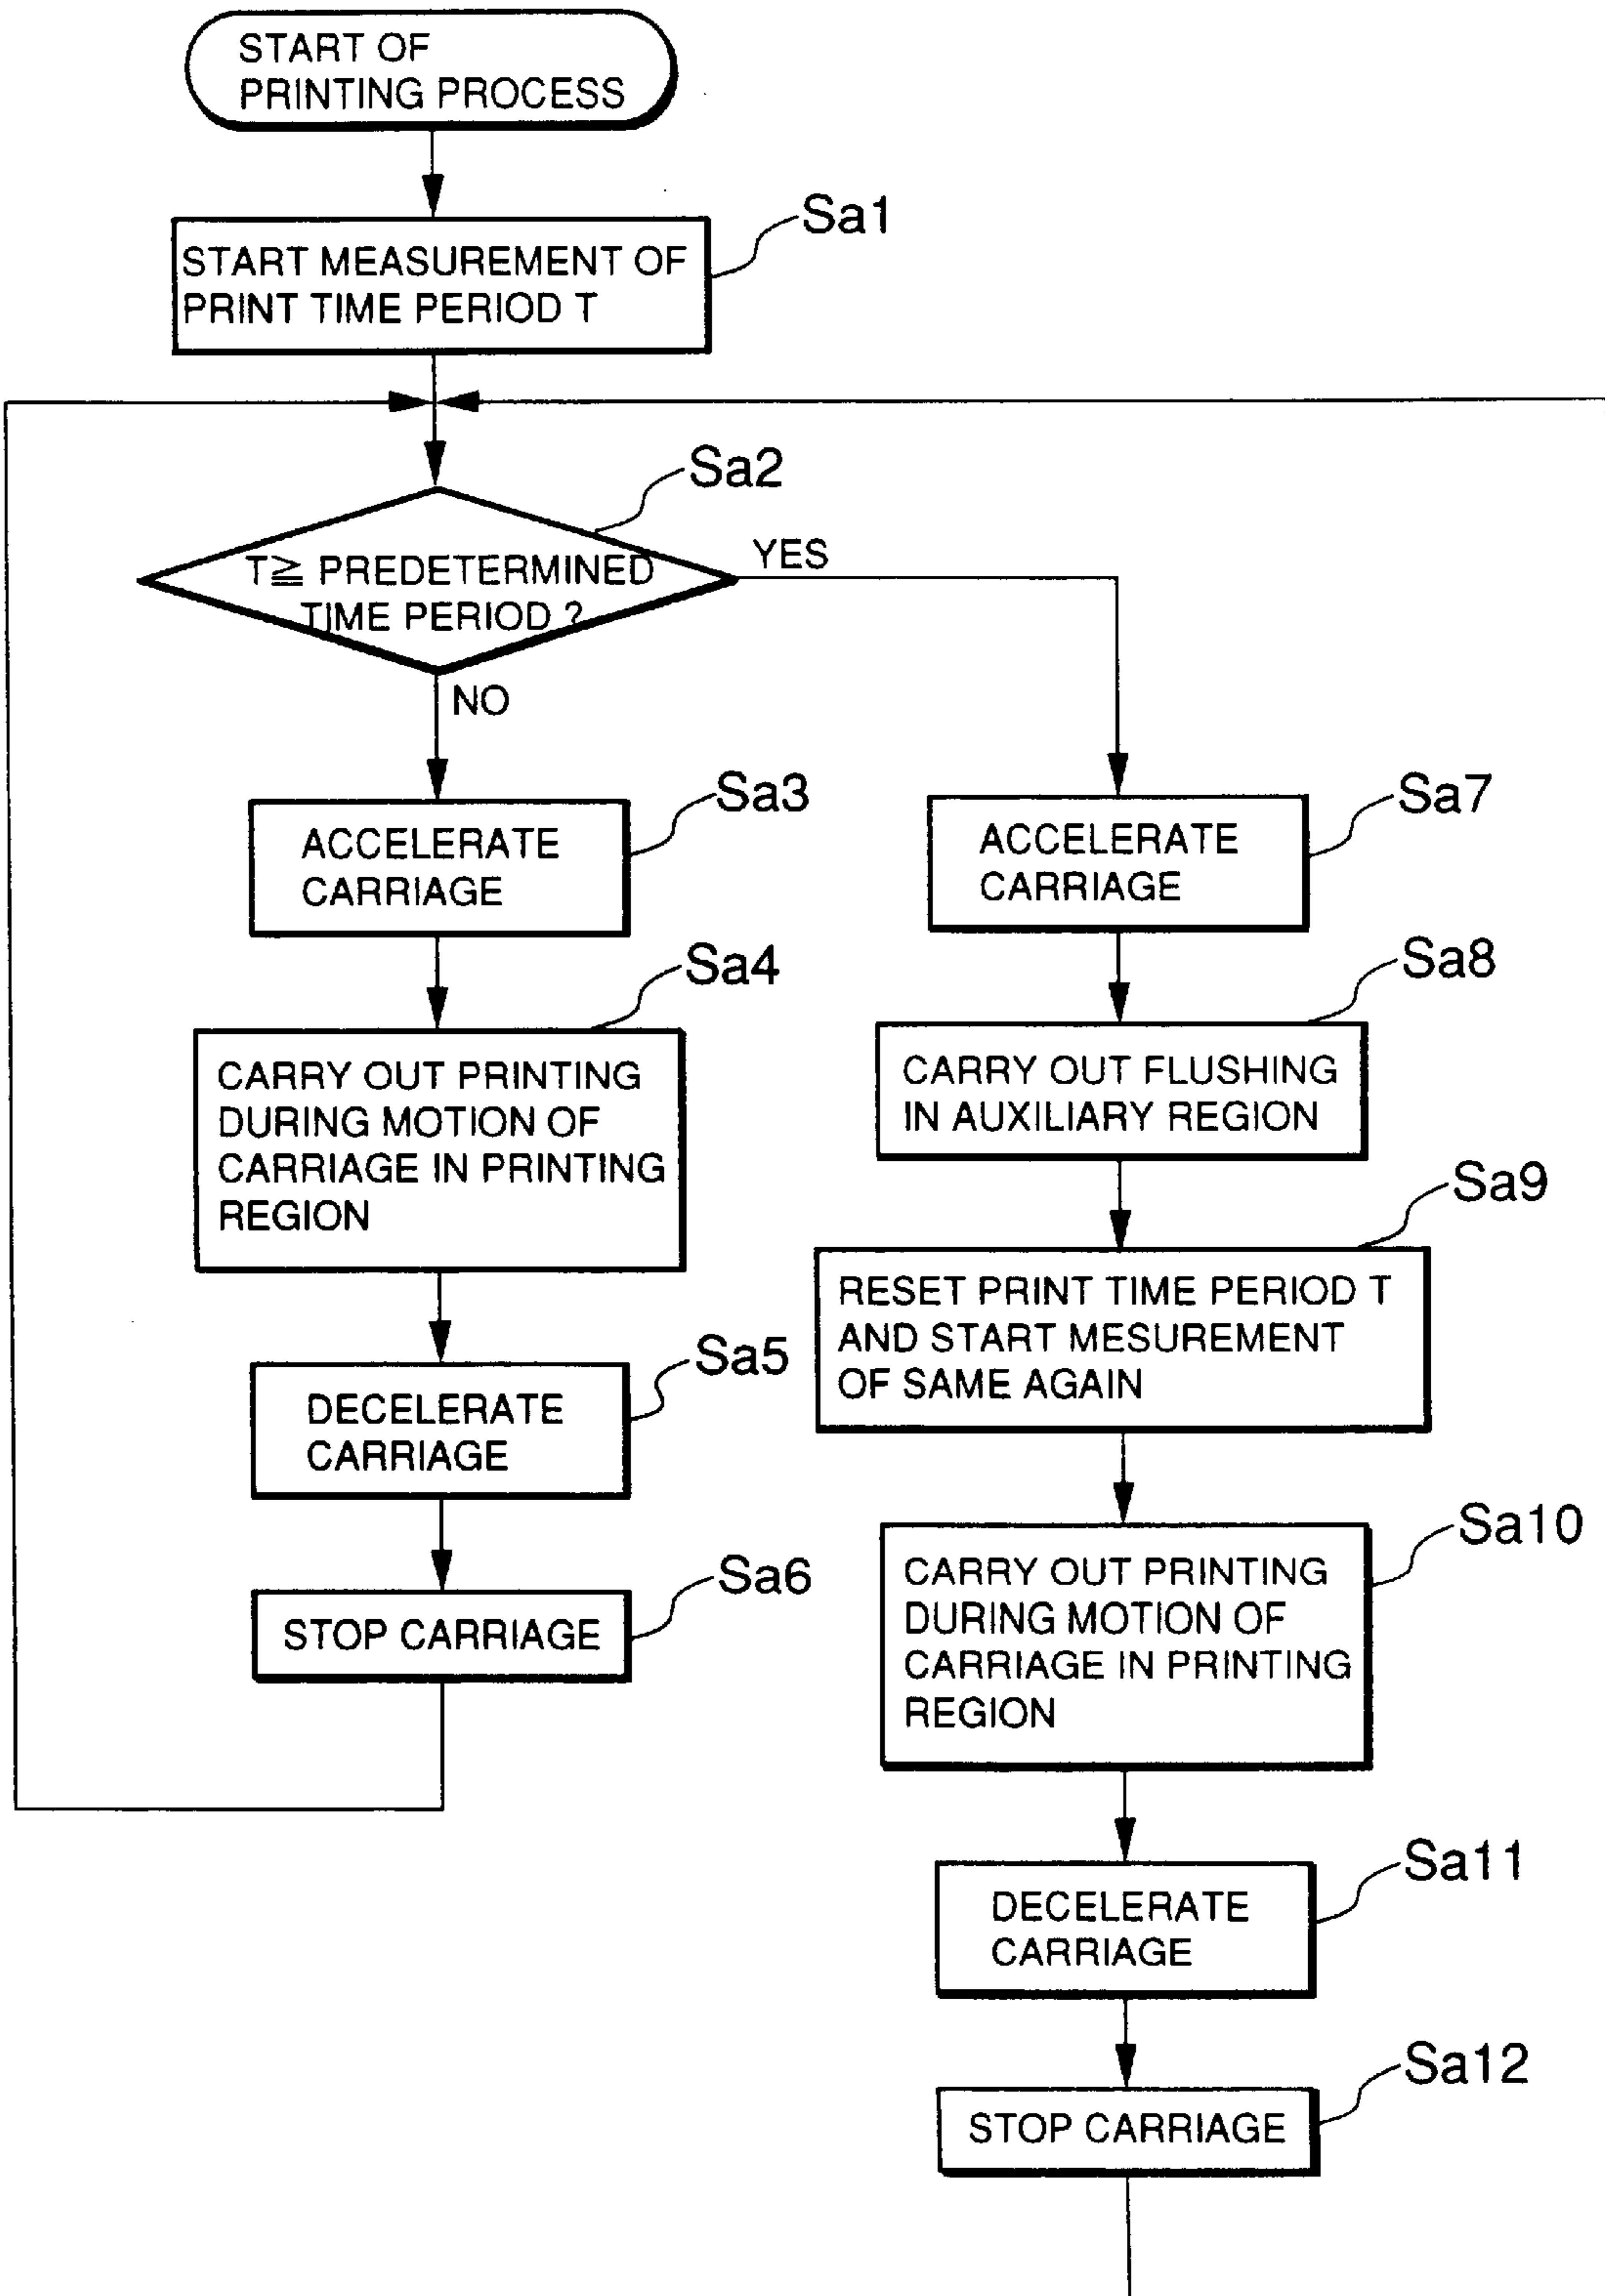 START OF
PRINTING PROCESS
Sa1
START MEASUREMENT OF
PRINT TIME PERIOD T
Sa2
T≧ PREDETERMINED
TIME PERIOD ?
YES
NO
Sa3
ACCELERATE
CARRIAGE
Sa4
CARRY OUT PRINTING
DURING MOTION OF
CARRIAGE IN PRINTING
REGION
Sa5
DECELERATE
CARRIAGE
Sa6
STOP CARRIAGE
Sa7
ACCELERATE
CARRIAGE
Sa8
CARRY OUT FLUSHING
IN AUXILIARY REGION
Sa9
RESET PRINT TIME PERIOD T
AND START MESUREMENT
OF SAME AGAIN
Sa10
CARRY OUT PRINTING
DURING MOTION OF
CARRIAGE IN PRINTING
REGION
Sa11
DECELERATE
CARRIAGE
Sa12
STOP CARRIAGE